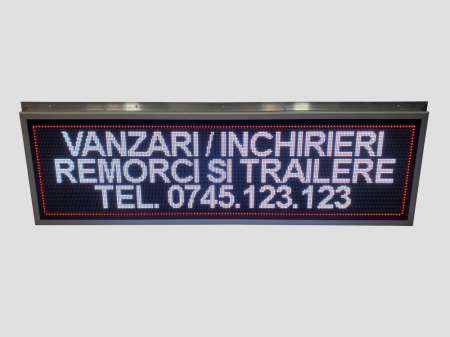 VANZARI / INCHIRIERI
REMORCI SI TRAILERE
TEL. 0745.123.123